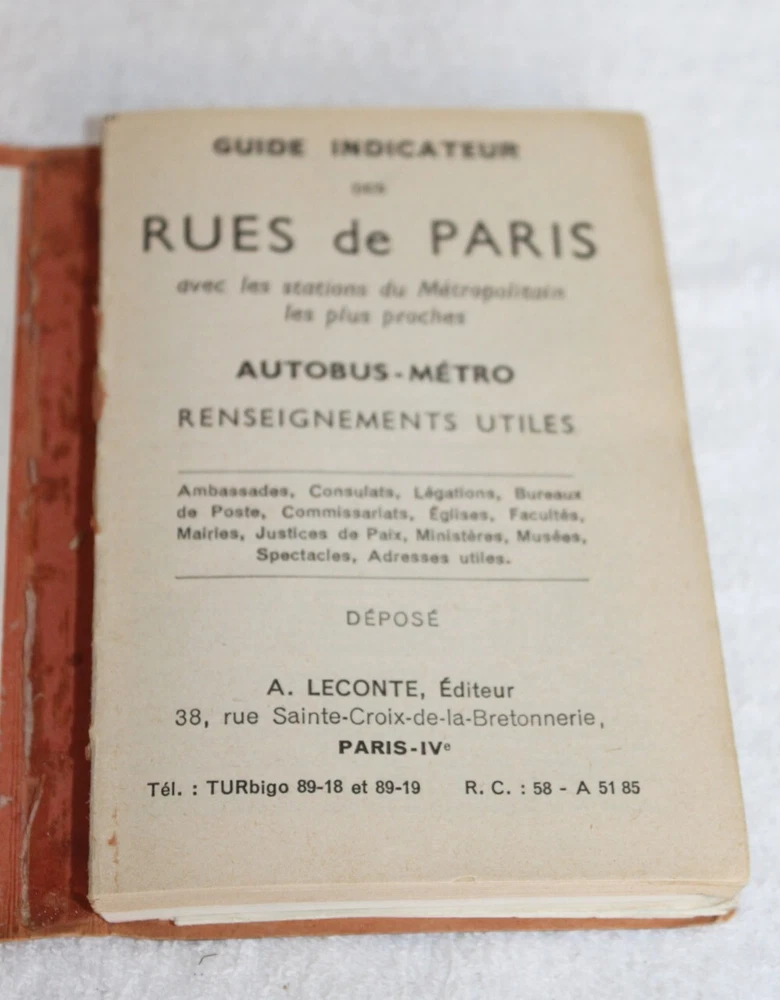 GUIDE INDICATEUR
DES
RUES de PARIS
avec les stations du Métropolitain
les plus proches
AUTOBUS-MÉTRO
RENSEIGNEMENTS UTILES
Ambassades, Consulats, Légations, Bureaux
de Poste, Commissariats, Églises, Facultés,
Mairies, Justices de Paix, Ministères, Musées,
Spectacles, Adresses utiles.
DÉPOSÉ
A. LECONTE, Éditeur
38, rue Sainte-Croix-de-la-Bretonnerie,
PARIS-IVe
Tél. : TURbigo 89-18 et 89-19 R. C. : 58 - A 51 85